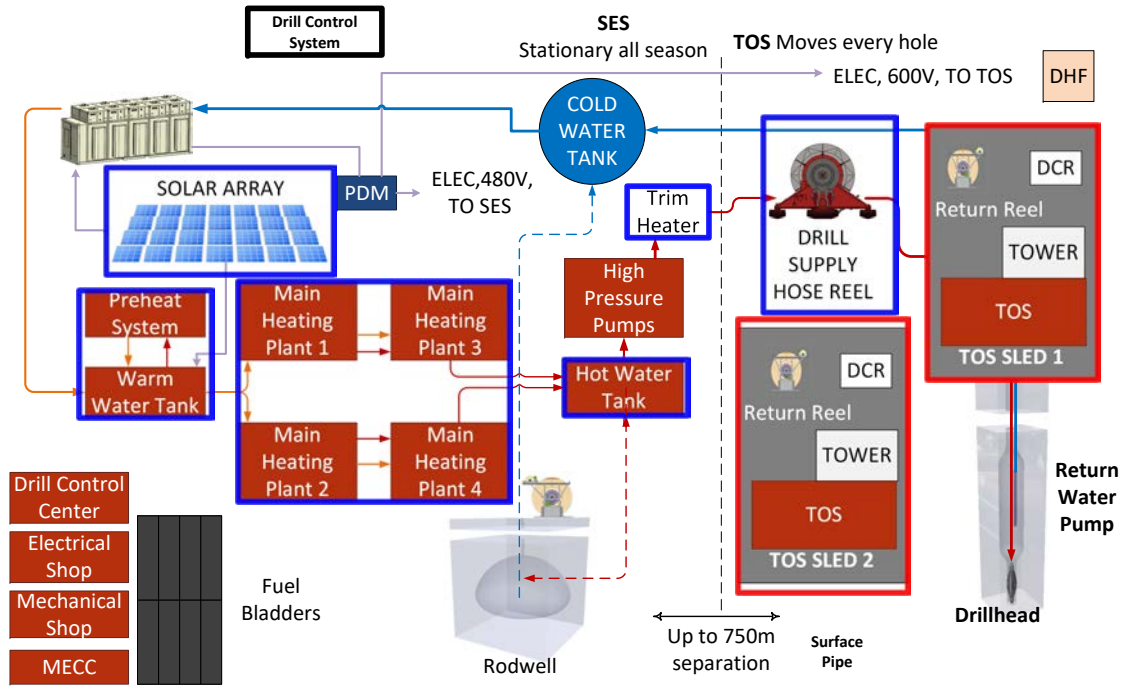 Drill Control
System
SES
Stationary all season
TOS Moves every hole
ELEC, 600V, TO TOS
DHF
COLD
WATER
TANK
SOLAR ARRAY
PDM
ELEC,480V,
TO SES
Trim
Heater
DRILL
SUPPLY
HOSE REEL
DCR
Return Reel
TOWER
TOS
TOS SLED 1
High
Pressure
Pumps
Preheat
System
Warm
Water Tank
Main
Heating
Plant 1
Main
Heating
Plant 3
Hot Water
Tank
Main
Heating
Plant 2
Main
Heating
Plant 4
DCR
Return Reel
TOWER
TOS
TOS SLED 2
Return
Water
Pump
Drillhead
Drill Control
Center
Electrical
Shop
Mechanical
Shop
MECC
Fuel
Bladders
Rodwell
Up to 750m
separation
Surface
Pipe